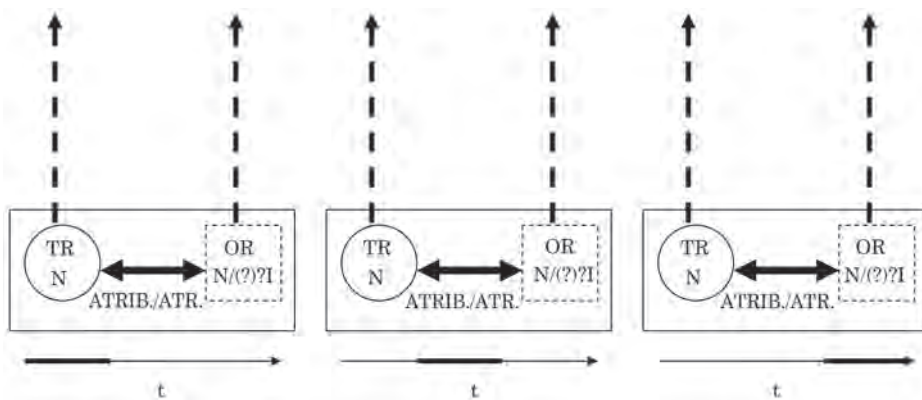 TR OR
N N/(?)?I
ATRIB./ATR.
t
TR OR
N N/(?)?I
ATRIB./ATR.
t
TR OR
N N/(?)?I
ATRIB./ATR.
t